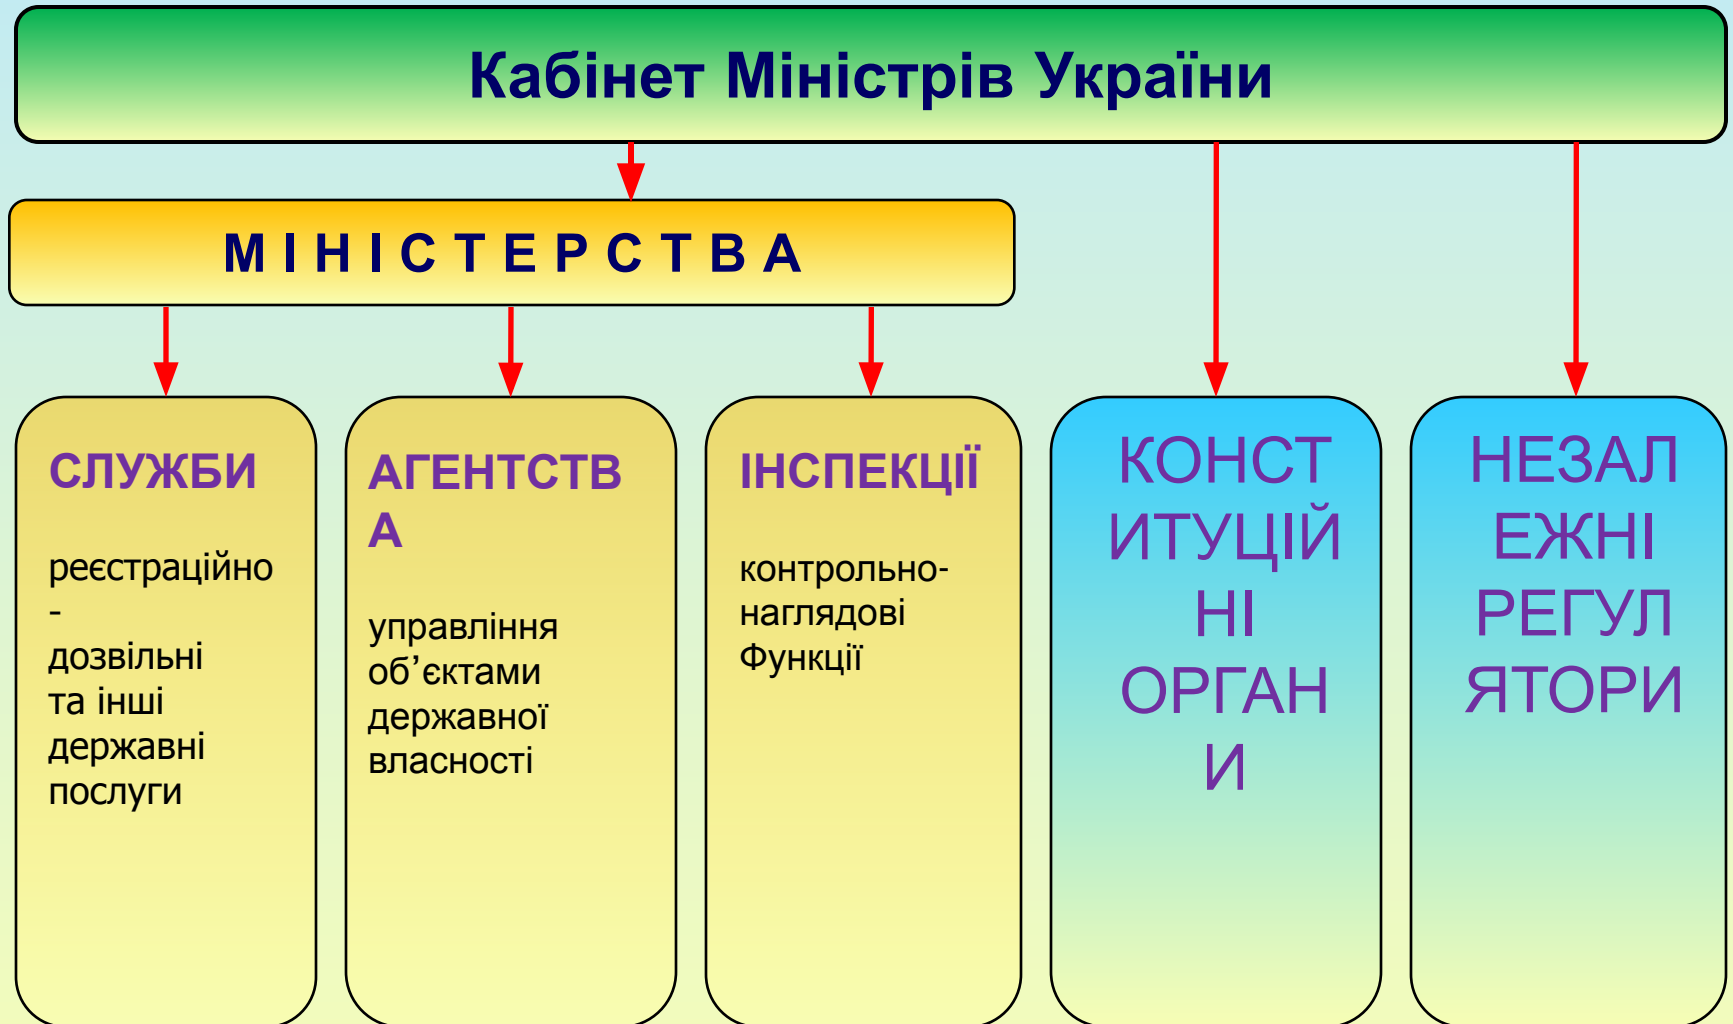 Кабінет Міністрів України
М І Н І С Т Е Р С Т В А
СЛУЖБИ
реєстраційно
-
дозвільні
та інші
державні
послуги
АГЕНТСТВ
А
управління
об’єктами
державної
власності
ІНСПЕКЦІЇ
контрольно-
наглядові
Функції
КОНСТ
ИТУЦІЙ
НІ
ОРГАН
И
НЕЗАЛ
ЕЖНІ
РЕГУЛ
ЯТОРИ